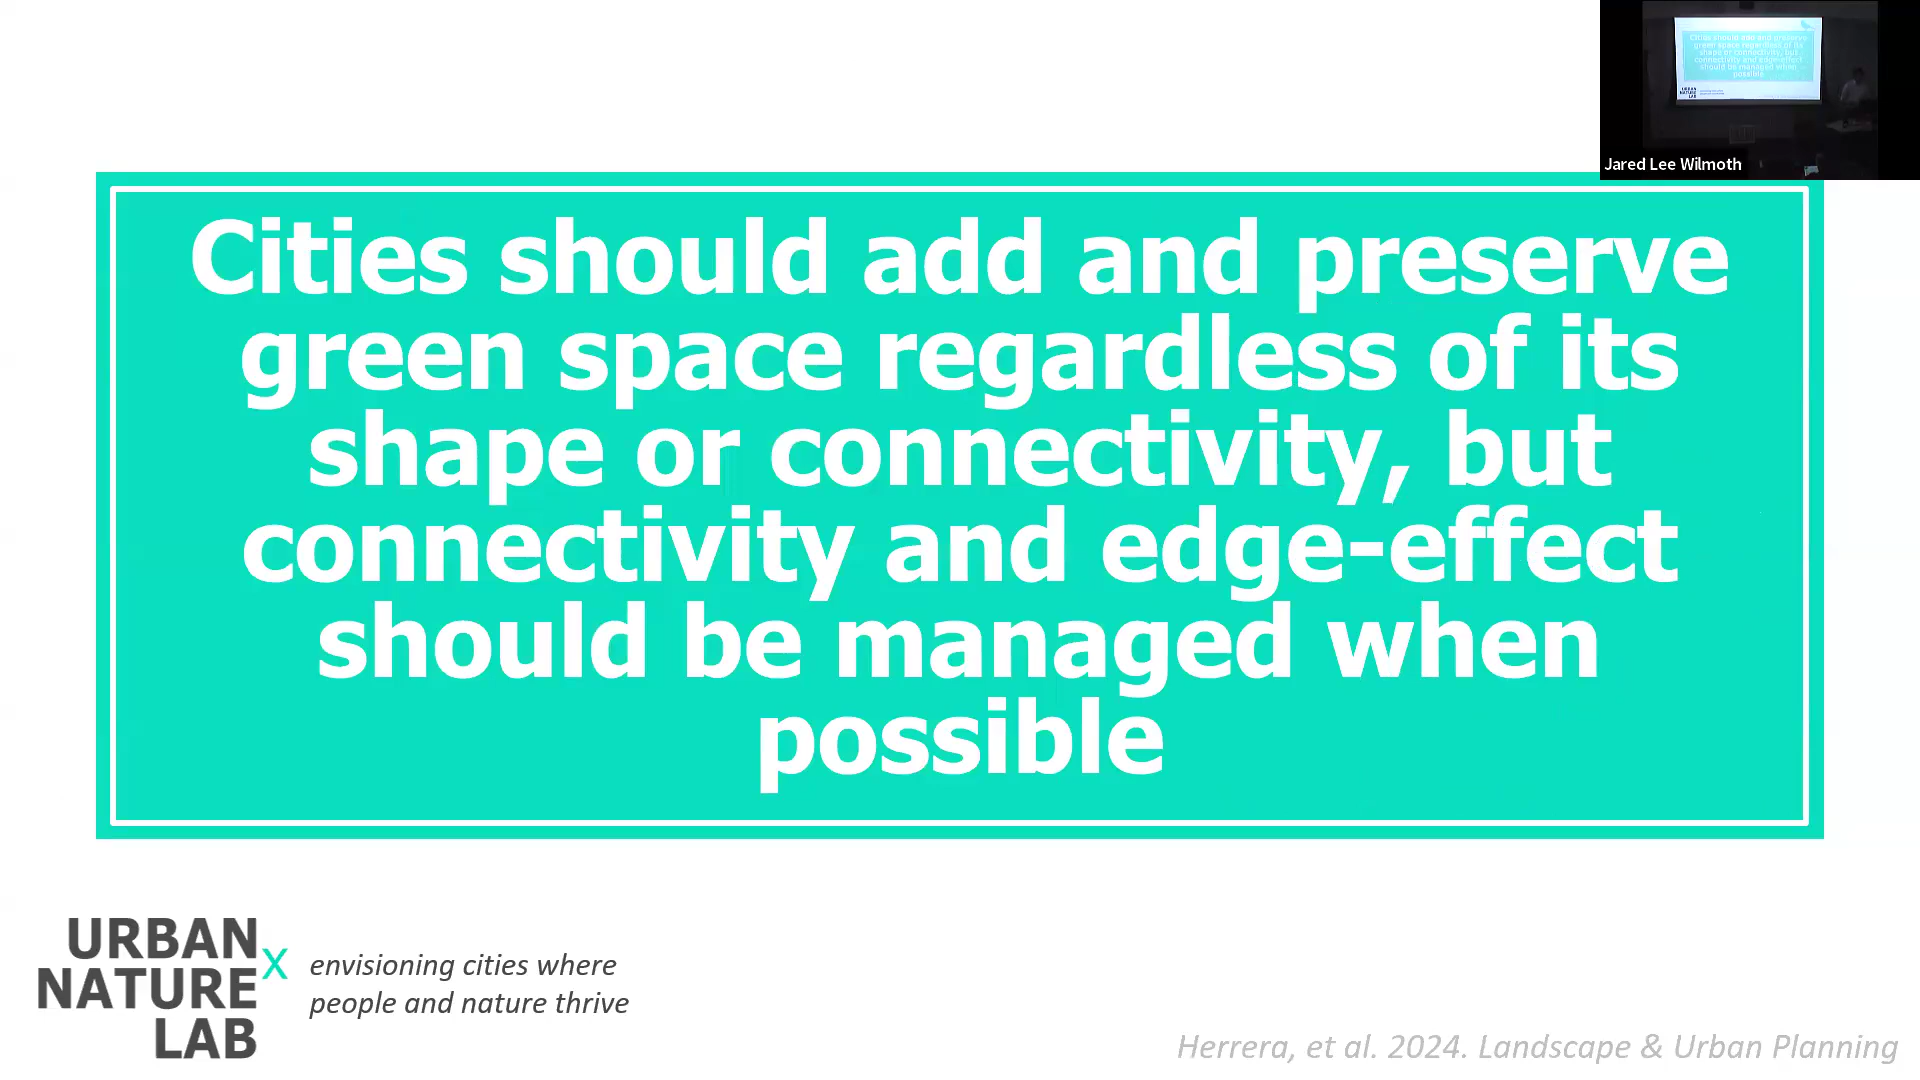 Jared Lee Wilmoth
Cities should add and preserve
green space regardless of its
shape or connectivity, but
connectivity and edge-effect
should be managed when
possible
URBAN
NATURE
LAB
X
envisioning cities where
people and nature thrive
Herrera, et al. 2024. Landscape & Urban Planning